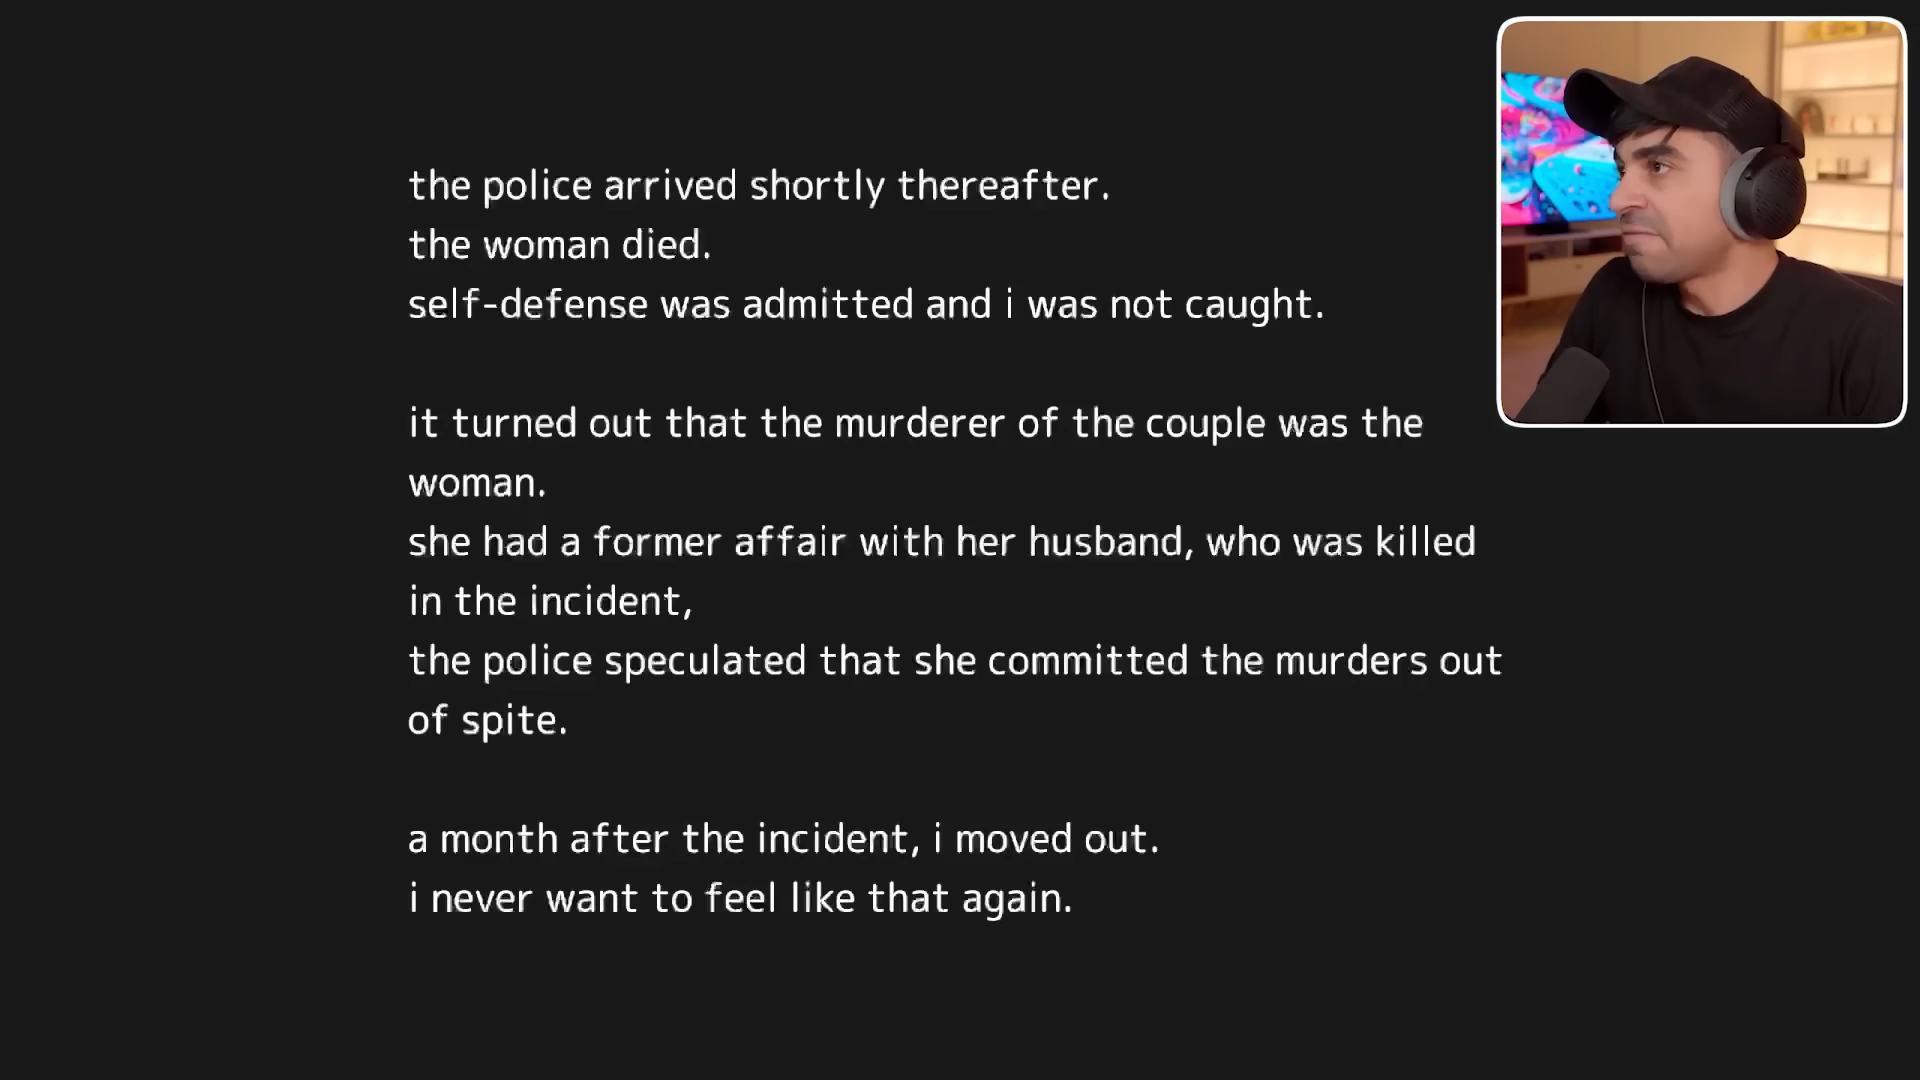 the police arrived shortly thereafter.
the woman died.
self-defense was admitted and i was not caught.
it turned out that the murderer of the couple was the
woman.
she had a former affair with her husband, who was killed
in the incident,
the police speculated that she committed the murders out
of spite.
a month after the incident, i moved out.
i never want to feel like that again.